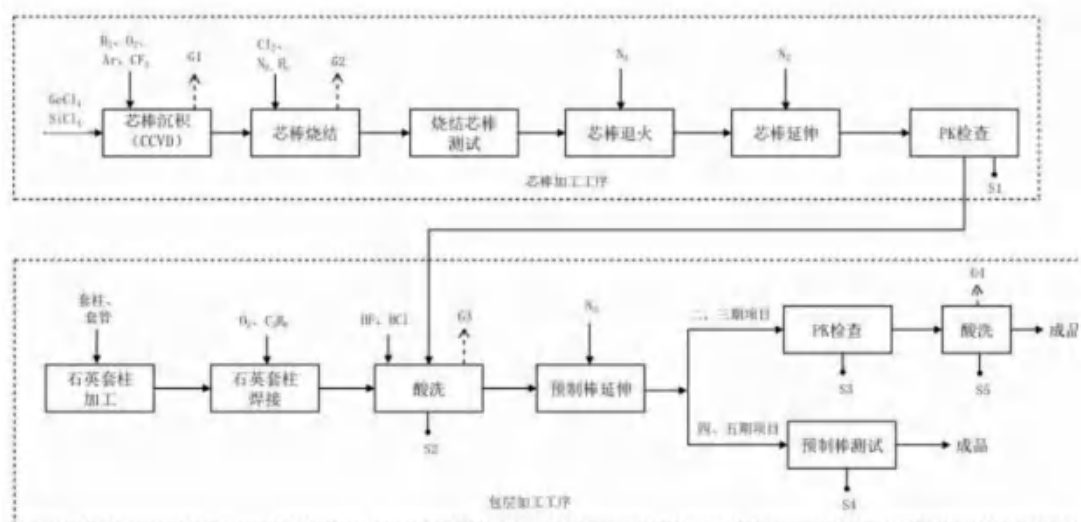 H₂、O₂、
Ar、CF₄
G1
Cl₂、
N₂、He
G2
N₂
N₂
GeCl₄
SiCl₄
芯棒沉积
(CCVD)
芯棒烧结
烧结芯棒
测试
芯棒退火
芯棒延伸
PK检查
S1
芯棒加工工序
套柱、
套管
O₂、C₃H₈
HF、HCl
G3
N₂
二、三期项目
G4
石英套柱
加工
石英套柱
焊接
酸洗
预制棒延伸
PK检查
酸洗
成品
S2
S3
S5
四、五期项目
预制棒测试
成品
S4
包层加工工序